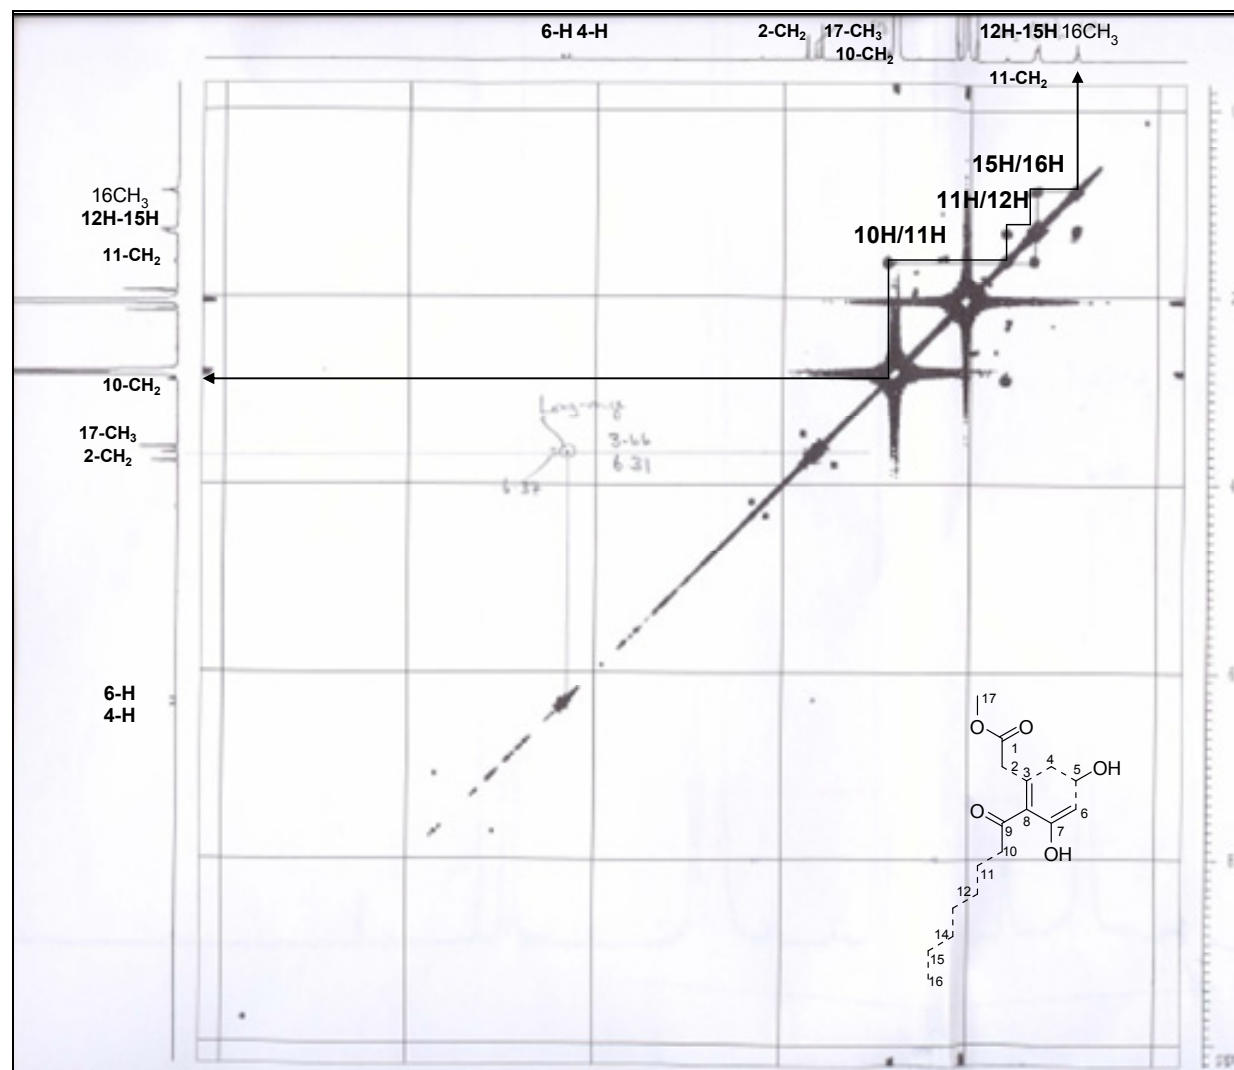 6-H 4-H
2-CH₂ 17-CH₃ 12H-15H 16CH₃
10-CH₂
11-CH₂
15H/16H
16CH₃
12H-15H
11H/12H
10H/11H
11-CH₂
10-CH₂
17-CH₃
2-CH₂
3-66
6.31
6.37
6-H
4-H
17
O
O
1
2
3
4
5
OH
O
8
6
9
7
10
OH
11
12
14
15
16